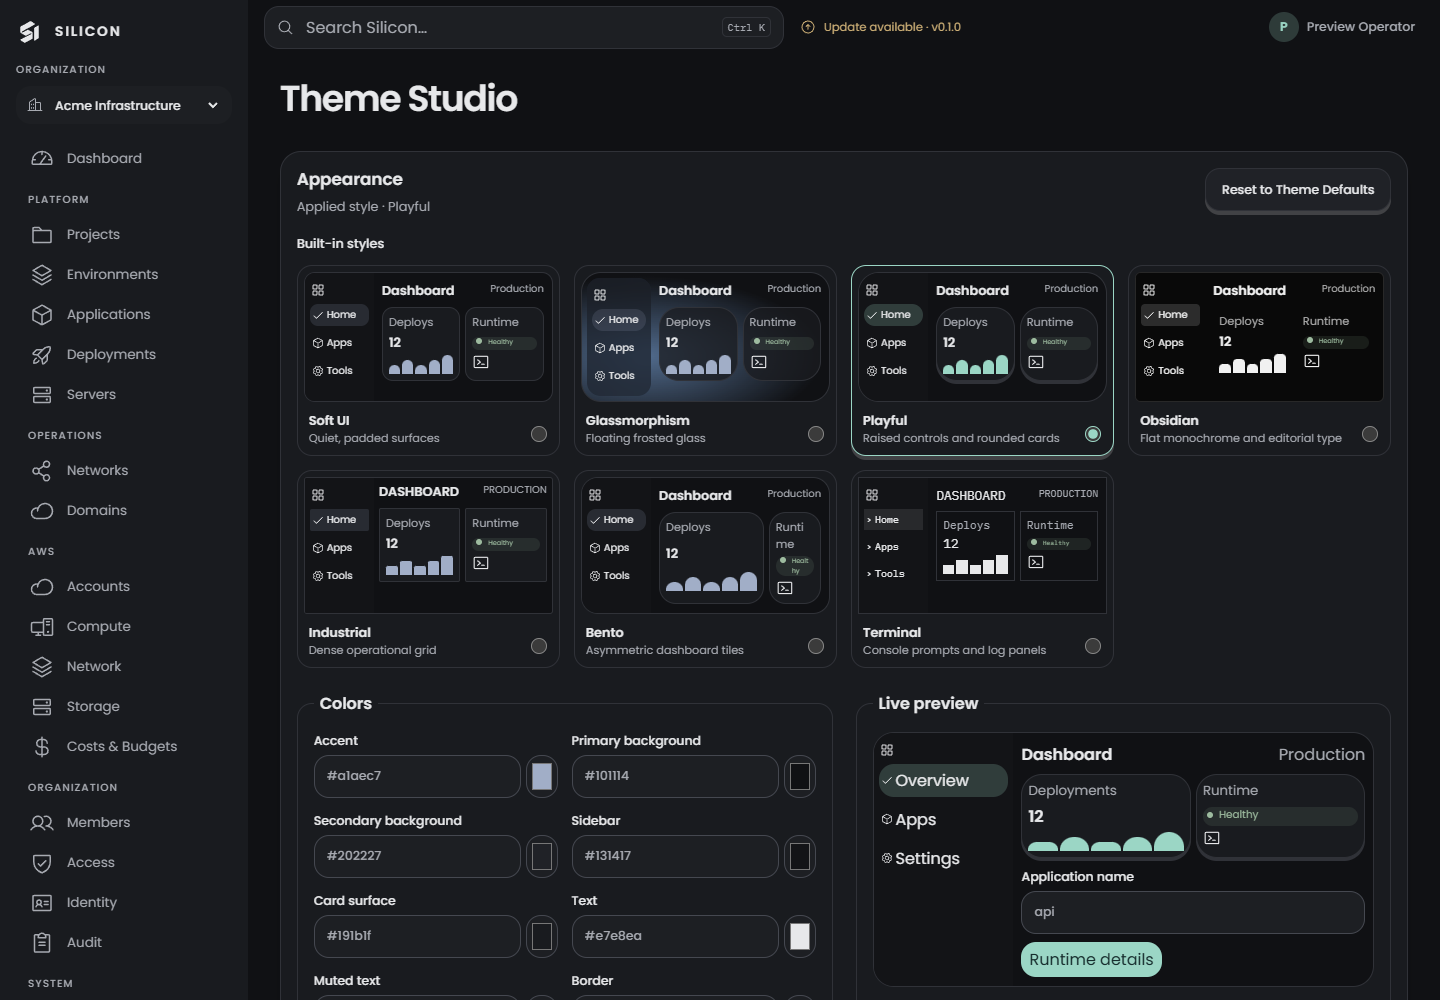 SILICON
Search Silicon...
Ctrl K
Update available · v0.1.0
P
Preview Operator
ORGANIZATION
Acme Infrastructure
Dashboard
PLATFORM
Projects
Environments
Applications
Deployments
Servers
OPERATIONS
Networks
Domains
AWS
Accounts
Compute
Network
Storage
Costs & Budgets
ORGANIZATION
Members
Access
Identity
Audit
SYSTEM
Theme Studio
Appearance
Applied style · Playful
Reset to Theme Defaults
Built-in styles
Dashboard
Production
Home
Apps
Tools
Deploys
12
Runtime
Healthy
Soft UI
Quiet, padded surfaces
Dashboard
Production
Home
Apps
Tools
Deploys
12
Runtime
Healthy
Glassmorphism
Floating frosted glass
Dashboard
Production
Home
Apps
Tools
Deploys
12
Runtime
Healthy
Playful
Raised controls and rounded cards
Dashboard
Production
Home
Apps
Tools
Deploys
12
Runtime
Healthy
Obsidian
Flat monochrome and editorial type
DASHBOARD
PRODUCTION
Home
Apps
Tools
Deploys
12
Runtime
Healthy
Industrial
Dense operational grid
Dashboard
Production
Home
Apps
Tools
Deploys
12
Runti
me
Healt
hy
Bento
Asymmetric dashboard tiles
DASHBOARD
PRODUCTION
› Home
› Apps
› Tools
Deploys
12
Runtime
Healthy
Terminal
Console prompts and log panels
Colors
Accent
#a1aec7
Primary background
#101114
Secondary background
#202227
Sidebar
#131417
Card surface
#191b1f
Text
#e7e8ea
Muted text
Border
Live preview
Dashboard
Production
Overview
Apps
Settings
Deployments
12
Runtime
Healthy
Application name
api
Runtime details